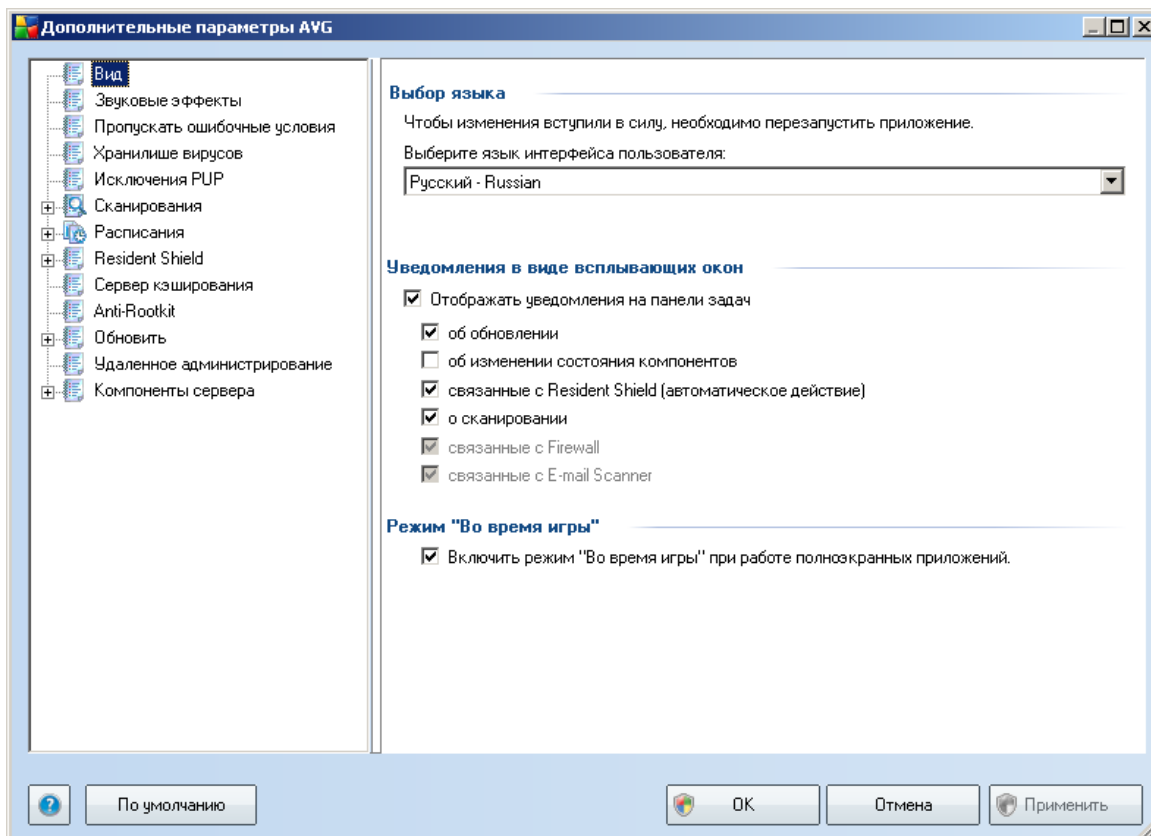 Дополнительные параметры AVG
Вид
Звуковые эффекты
Пропускать ошибочные условия
Хранилише вирусов
Исключения PUP
Сканирования
Расписания
Resident Shield
Сервер кэширования
Anti-Rootkit
Обновить
Удаленное администрирование
Компоненты сервера
Выбор языка
Чтобы изменения вступили в силу, необходимо перезапустить приложение.
Выберите язык интерфейса пользователя:
Русский - Russian
Уведомления в виде всплывающих окон
Отображать уведомления на панели задач
об обновлении
об изменении состояния компонентов
связанные с Resident Shield (автоматическое действие)
о сканировании
связанные с Firewall
связанные с E-mail Scanner
Режим "Во время игры"
Включить режим "Во время игры" при работе полноэкранных приложений.
? По умолчанию OK Отмена Применить